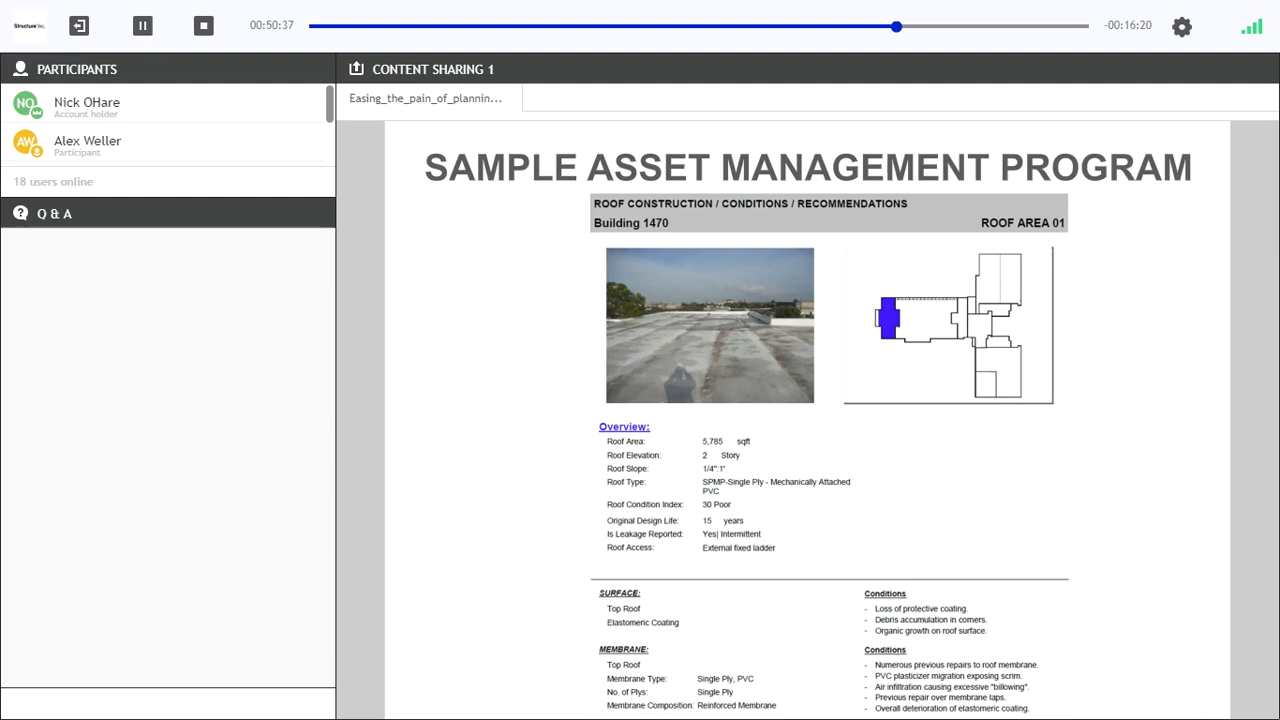 StructureTec
00:50:37
-00:16:20
PARTICIPANTS
NO
Nick OHare
Account holder
AW
Alex Weller
Participant
18 users online
Q & A
CONTENT SHARING 1
Easing_the_pain_of_plannin...
SAMPLE ASSET MANAGEMENT PROGRAM
ROOF CONSTRUCTION / CONDITIONS / RECOMMENDATIONS
Building 1470 ROOF AREA 01
Overview:
Roof Area: 5,785 sqft
Roof Elevation: 2 Story
Roof Slope: 1/4":1'
Roof Type: SPMP-Single Ply - Mechanically Attached
PVC
Roof Condition Index: 30 Poor
Original Design Life: 15 years
Is Leakage Reported: Yes| Intermittent
Roof Access: External fixed ladder
SURFACE:
Top Roof
Elastomeric Coating
Conditions
- Loss of protective coating.
- Debris accumulation in corners.
- Organic growth on roof surface.
MEMBRANE:
Top Roof
Membrane Type: Single Ply, PVC
No. of Plys: Single Ply
Membrane Composition: Reinforced Membrane
Conditions
- Numerous previous repairs to roof membrane.
- PVC plasticizer migration exposing scrim.
- Air infiltration causing excessive "billowing".
- Previous repair over membrane laps.
- Overall deterioration of elastomeric coating.